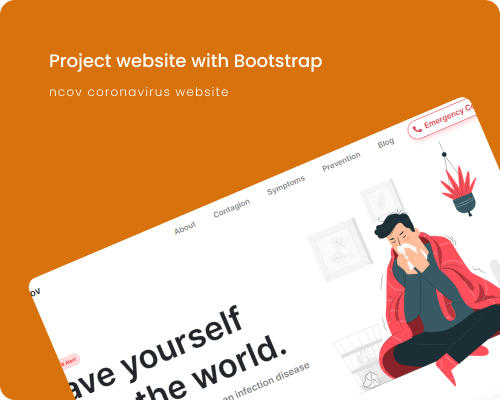 Project website with Bootstrap
ncov coronavirus website
About
Contagion
Symptoms
Prevention
Blog
Emergency
ov
Alert
ave yourself
the world.
an infection disease